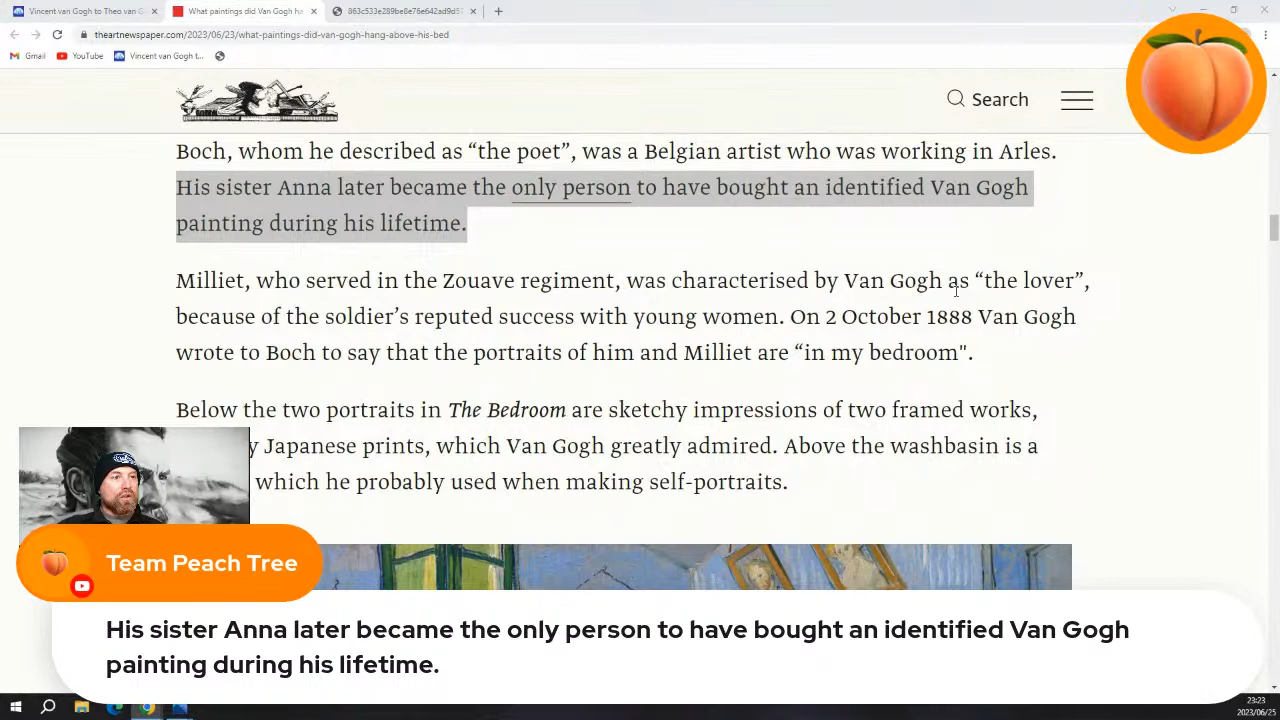 Vincent van Gogh to Theo van G
What paintings did Van Gogh ha
863c533e289be8e76e642ad9d5
theartnewspaper.com/2023/06/23/what-paintings-did-van-gogh-hang-above-his-bed
Gmail YouTube Vincent van Gogh t...
Search
Boch, whom he described as “the poet”, was a Belgian artist who was working in Arles.
His sister Anna later became the only person to have bought an identified Van Gogh
painting during his lifetime.
Milliet, who served in the Zouave regiment, was characterised by Van Gogh as “the lover”,
because of the soldier’s reputed success with young women. On 2 October 1888 Van Gogh
wrote to Boch to say that the portraits of him and Milliet are “in my bedroom".
Below the two portraits in The Bedroom are sketchy impressions of two framed works,
y Japanese prints, which Van Gogh greatly admired. Above the washbasin is a
which he probably used when making self-portraits.
Team Peach Tree
His sister Anna later became the only person to have bought an identified Van Gogh
painting during his lifetime.
23:23
2023/06/25